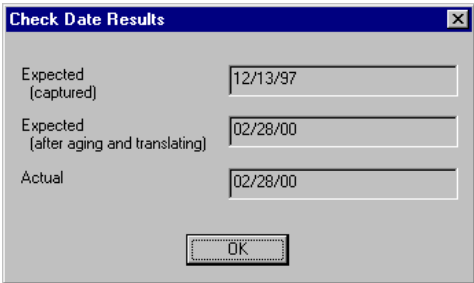 Check Date Results
Expected
(captured)
12/13/97
Expected
(after aging and translating)
02/28/00
Actual
02/28/00
OK